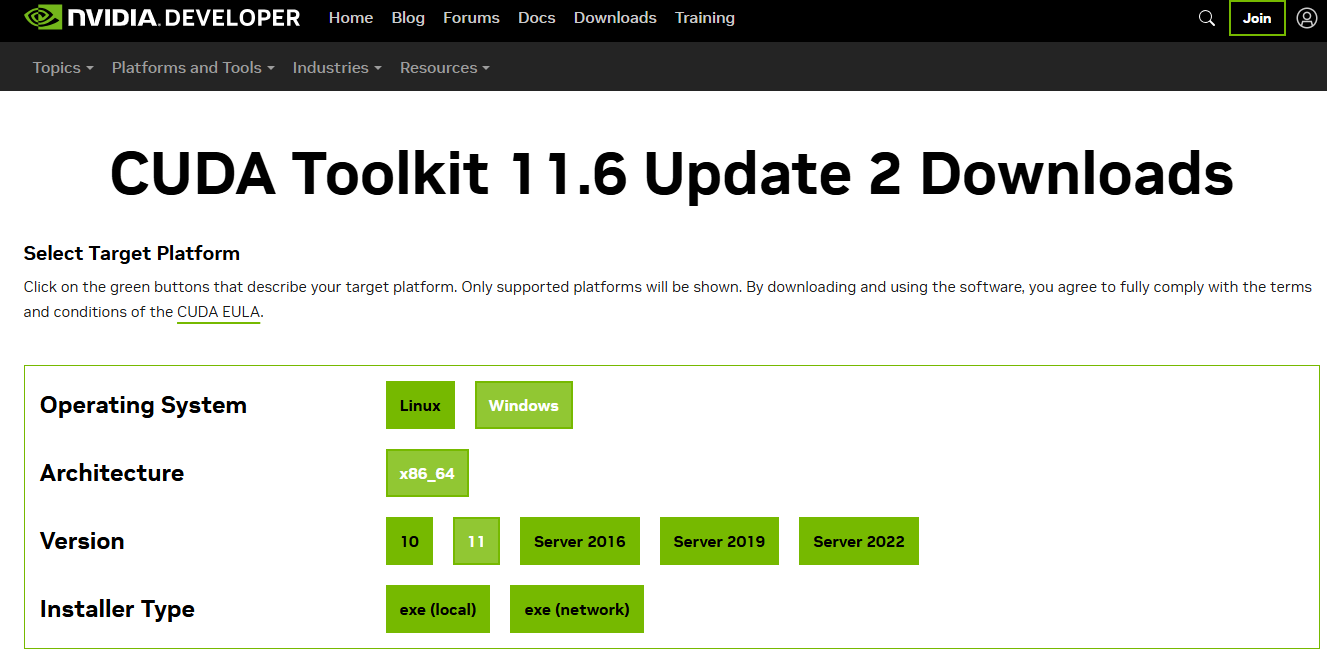 NVIDIA. DEVELOPER Home Blog Forums Docs Downloads Training Join
Topics Platforms and Tools Industries Resources
CUDA Toolkit 11.6 Update 2 Downloads
Select Target Platform
Click on the green buttons that describe your target platform. Only supported platforms will be shown. By downloading and using the software, you agree to fully comply with the terms
and conditions of the CUDA EULA.
Operating System Linux Windows
Architecture x86_64
Version 10 11 Server 2016 Server 2019 Server 2022
Installer Type exe (local) exe (network)